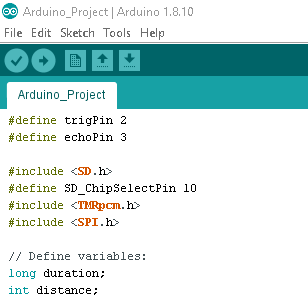 Arduino_Project | Arduino 1.8.10
File Edit Sketch Tools Help
Arduino_Project
#define trigPin 2
#define echoPin 3
#include <SD.h>
#define SD_ChipSelectPin 10
#include <TMRpcm.h>
#include <SPI.h>
// Define variables:
long duration;
int distance;